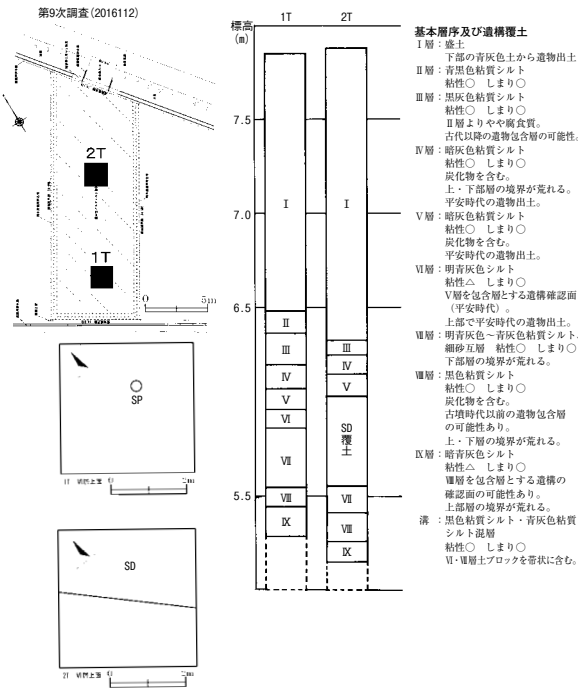 第9次調査(2016112)
2T
1T
0 5m
SP
1T Ⅵ層上面 0 2m
SD
2T Ⅵ層上面 0 2m
標高
(m)
1T 2T
7.5
7.0
6.5
5.5
Ⅰ
Ⅱ
Ⅲ
Ⅳ
Ⅴ
Ⅵ
Ⅶ
Ⅷ
Ⅸ
Ⅰ
Ⅲ
Ⅳ
Ⅴ
SD
覆
土
Ⅶ
Ⅷ
Ⅸ
基本層序及び遺構覆土
Ⅰ層：盛土
下部の青灰色土から遺物出土
Ⅱ層：青黒色粘質シルト
粘性○ しまり○
Ⅲ層：黒灰色粘質シルト
粘性○ しまり○
Ⅱ層よりやや腐食質。
古代以降の遺物包含層の可能性。
Ⅳ層：暗灰色粘質シルト
粘性○ しまり○
炭化物を含む。
上・下部層の境界が荒れる。
平安時代の遺物出土。
Ⅴ層：暗灰色粘質シルト
粘性○ しまり○
炭化物を含む。
平安時代の遺物出土。
Ⅵ層：明青灰色シルト
粘性△ しまり○
Ⅴ層を包含層とする遺構確認面
（平安時代）。
上部で平安時代の遺物出土。
Ⅶ層：明青灰色～青灰色粘質シルト、
細砂互層 粘性○ しまり○
下部層の境界が荒れる。
Ⅷ層：黒色粘質シルト
粘性○ しまり○
炭化物を含む。
古墳時代以前の遺物包含層
の可能性あり。
上・下層の境界が荒れる。
Ⅸ層：暗青灰色シルト
粘性△ しまり○
Ⅷ層を包含層とする遺構の
確認面の可能性あり。
上部層の境界が荒れる。
溝：黒色粘質シルト・青灰色粘質
シルト混層
粘性○ しまり○
Ⅵ・Ⅶ層土ブロックを帯状に含む。